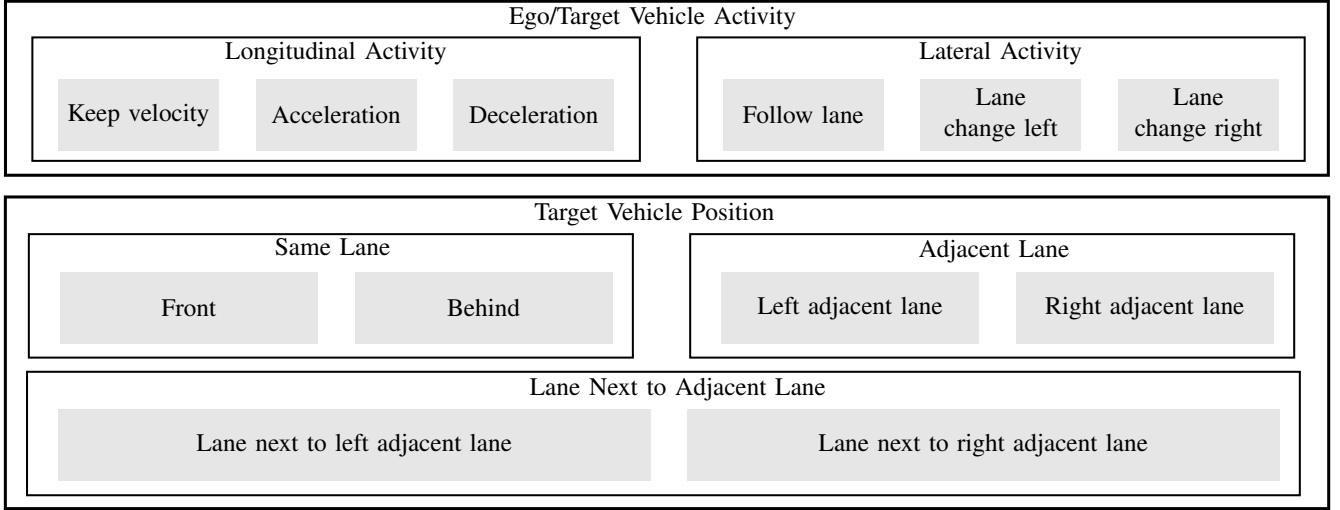 Ego/Target Vehicle Activity
Longitudinal Activity
Keep velocity
Acceleration
Deceleration
Lateral Activity
Follow lane
Lane
change left
Lane
change right
Target Vehicle Position
Same Lane
Front
Behind
Adjacent Lane
Left adjacent lane
Right adjacent lane
Lane Next to Adjacent Lane
Lane next to left adjacent lane
Lane next to right adjacent lane